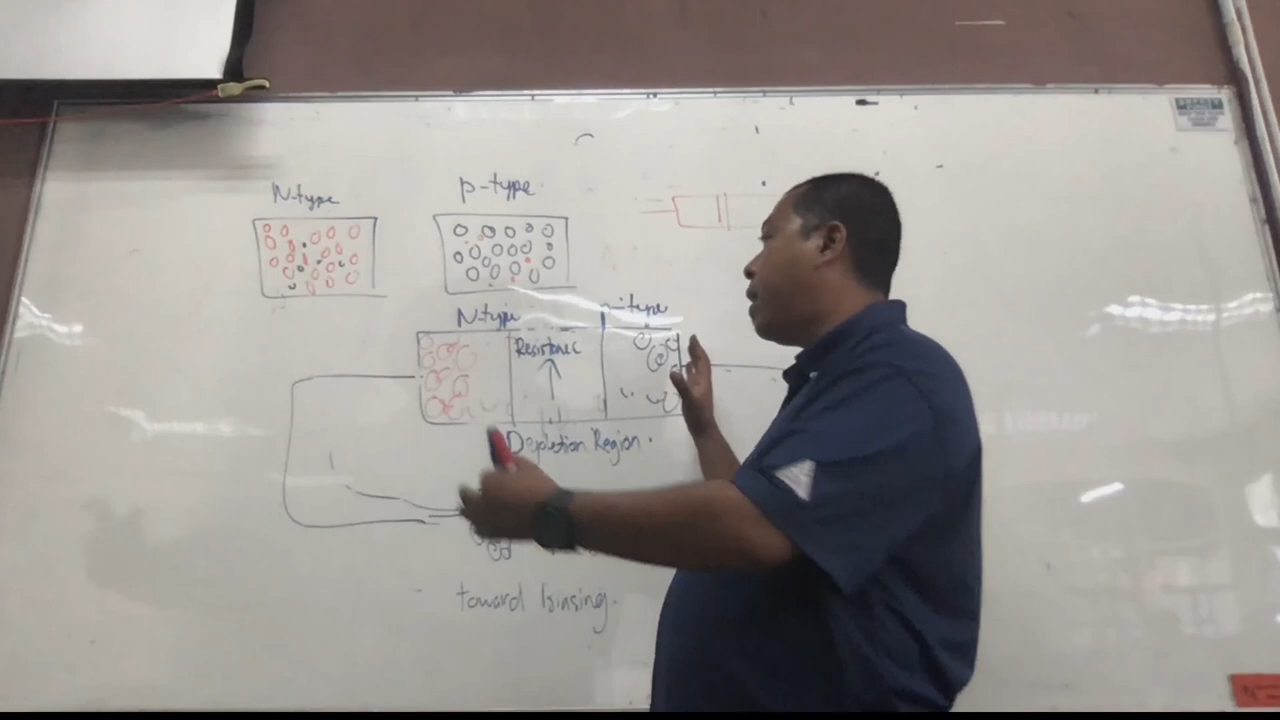 N-type
p-type
N-type
-type
Resistance
Depletion Region.
toward biasing.